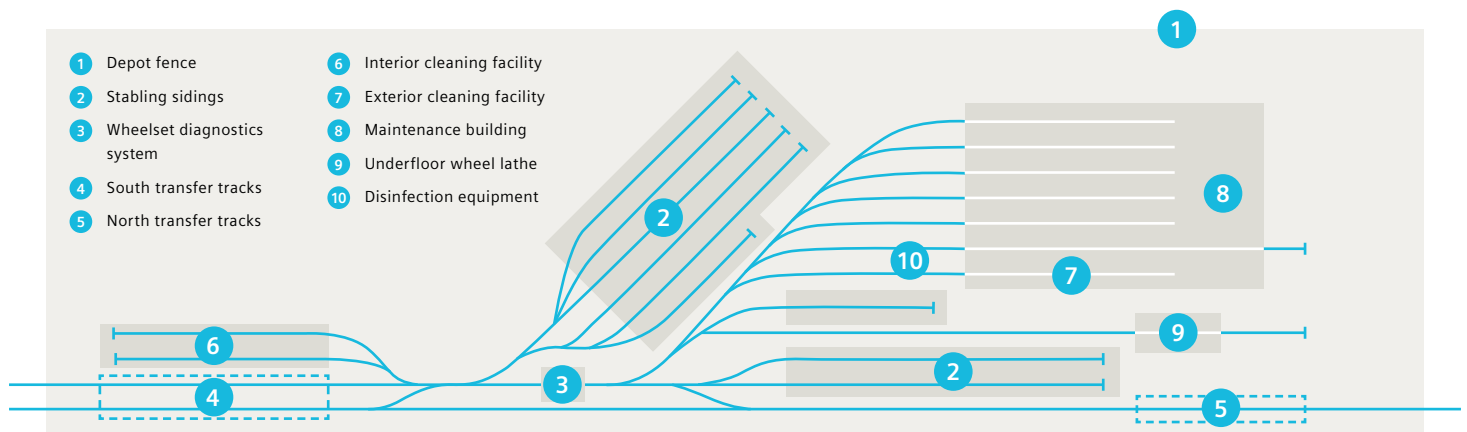 1
1 Depot fence
2 Stabling sidings
3 Wheelset diagnostics
system
4 South transfer tracks
5 North transfer tracks
6 Interior cleaning facility
7 Exterior cleaning facility
8 Maintenance building
9 Underfloor wheel lathe
10 Disinfection equipment
2
8
10
7
9
6
3
2
4
5